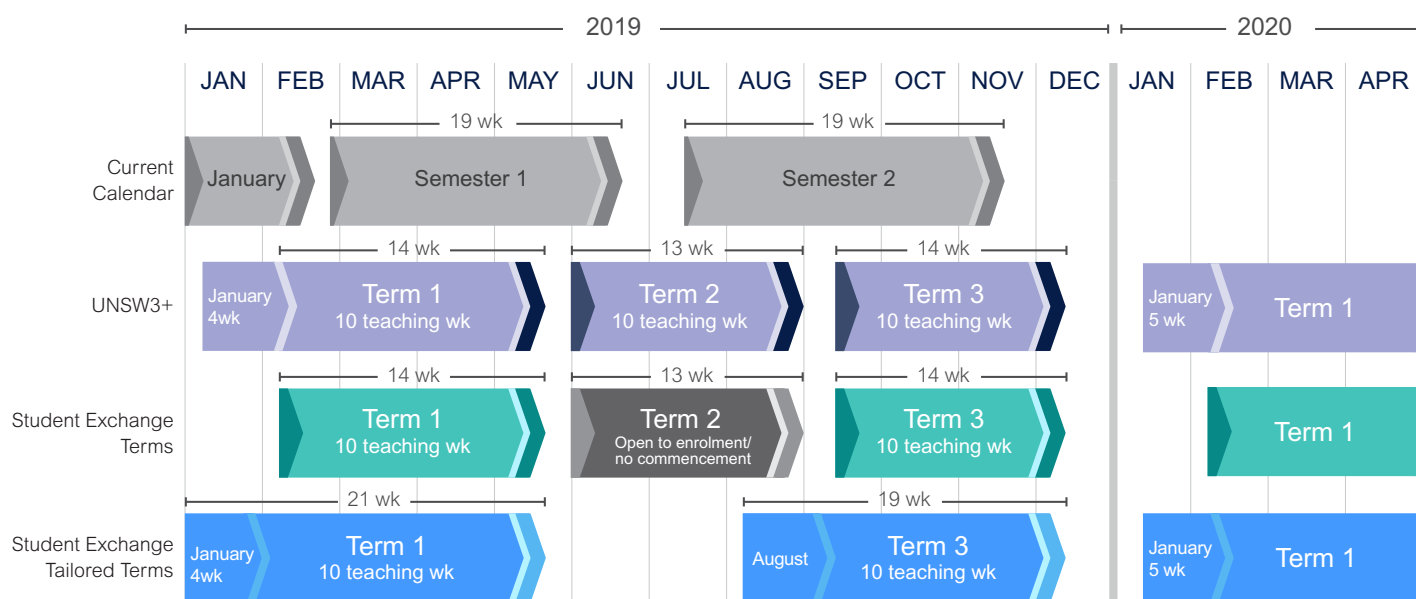 2019
2020
JAN FEB MAR APR MAY JUN JUL AUG SEP OCT NOV DEC JAN FEB MAR APR
19 wk
19 wk
Current
Calendar
January
Semester 1
Semester 2
14 wk
13 wk
14 wk
UNSW3+
January
4wk
Term 1
10 teaching wk
Term 2
10 teaching wk
Term 3
10 teaching wk
January
5 wk
Term 1
14 wk
13 wk
14 wk
Student Exchange
Terms
Term 1
10 teaching wk
Term 2
Open to enrolment/
no commencement
Term 3
10 teaching wk
Term 1
21 wk
19 wk
Student Exchange
Tailored Terms
January
4wk
Term 1
10 teaching wk
August
Term 3
10 teaching wk
January
5 wk
Term 1